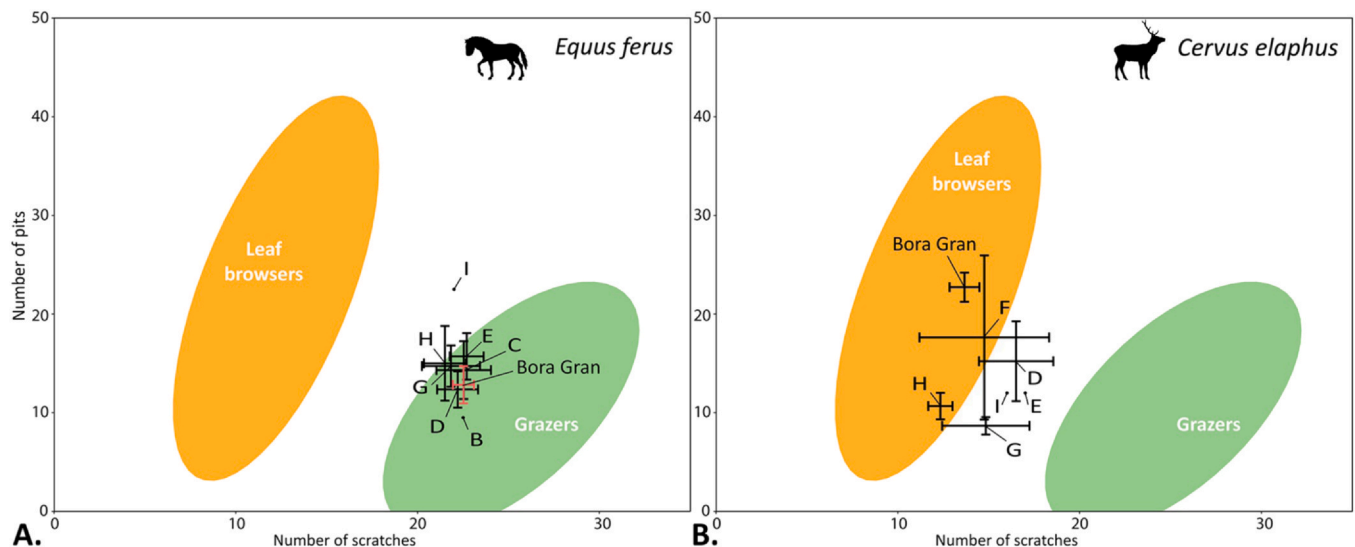 50
40
30
20
10
0
Number of pits
Equus ferus
Leaf
browsers
I
H
E
C
Bora Gran
G
D
B
Grazers
0
10
20
30
Number of scratches
A.
50
40
30
20
10
0
Cervus elaphus
Leaf
browsers
Bora Gran
F
D
H
I
E
G
Grazers
0
10
20
30
Number of scratches
B.